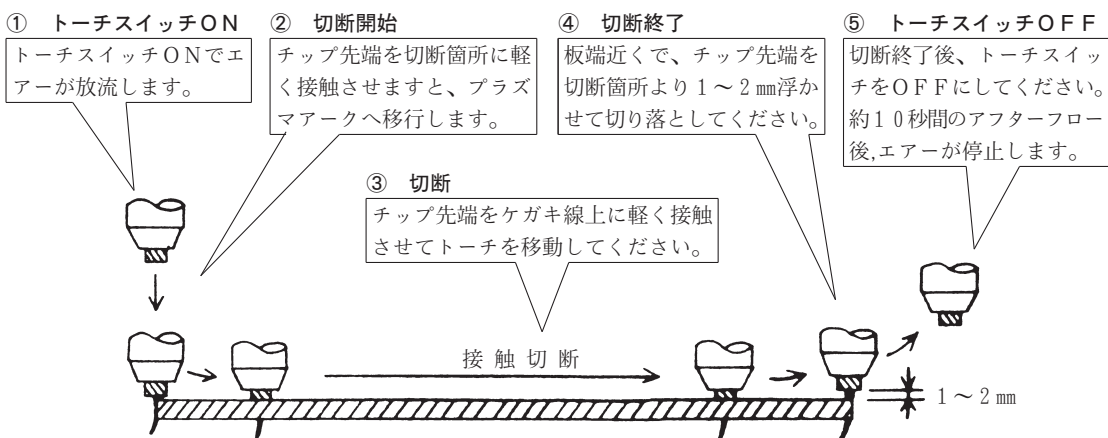 ① トーチスイッチON
トーチスイッチONでエ
アーが放流します。
② 切断開始
チップ先端を切断箇所に軽
く接触させますと、プラズ
マアークへ移行します。
③ 切断
チップ先端をケガキ線上に軽く接触
させてトーチを移動してください。
④ 切断終了
板端近くで、チップ先端を
切断箇所より1～2㎜浮か
せて切り落としてください。
⑤ トーチスイッチOFF
切断終了後、トーチスイッ
チをOFFにしてください。
約10秒間のアフターフロー
後,エアーが停止します。
接触切断
1～2㎜